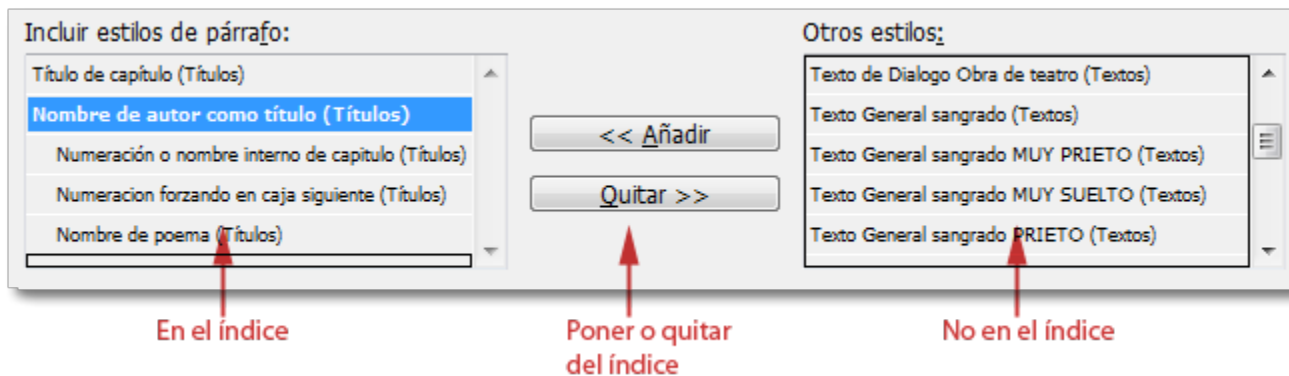 Incluir estilos de párrafo:
Título de capítulo (Títulos)
Nombre de autor como título (Títulos)
Numeración o nombre interno de capitulo (Títulos)
Numeracion forzando en caja siguiente (Títulos)
Nombre de poema (Títulos)
<< Añadir
Quitar >>
Otros estilos:
Texto de Dialogo Obra de teatro (Textos)
Texto General sangrado (Textos)
Texto General sangrado MUY PRIETO (Textos)
Texto General sangrado MUY SUELTO (Textos)
Texto General sangrado PRIETO (Textos)
En el índice
Poner o quitar
del índice
No en el índice